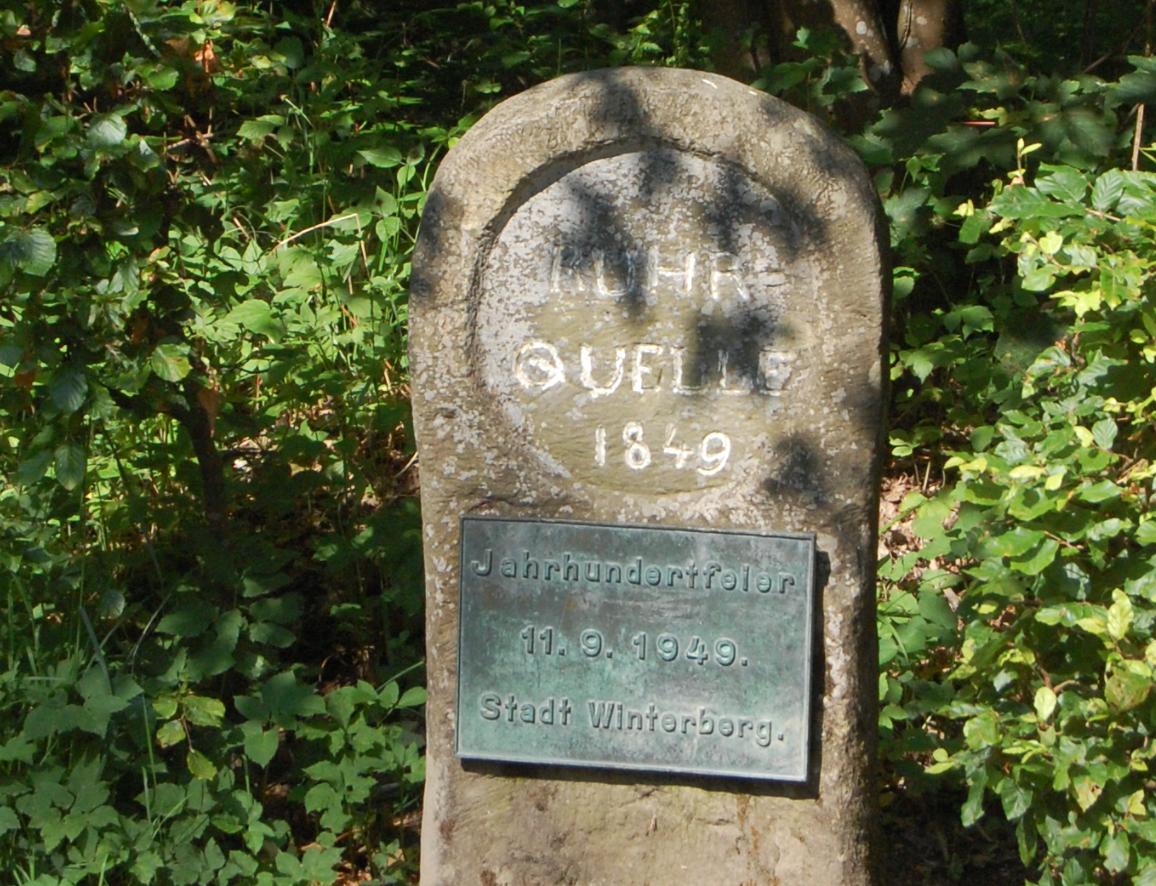 RUHR-
QUELLE
1849
Jahrhundertfeier
11. 9. 1949.
Stadt Winterberg.